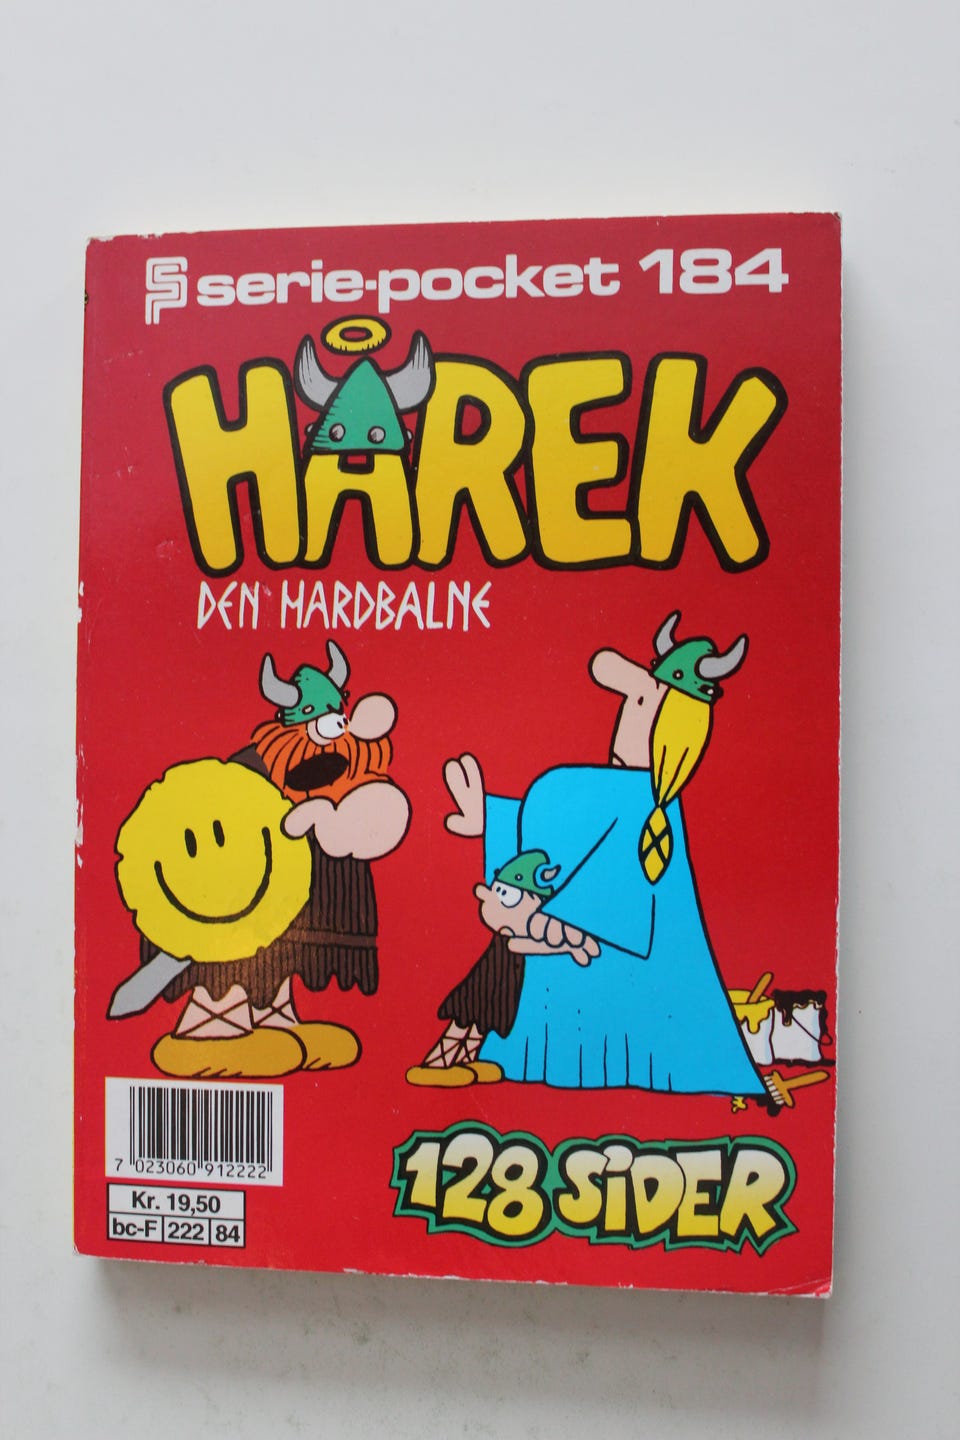 serie-pocket 184
HÅREK
DEN HARDBALNE
7 023060 912222
Kr. 19,50
bc-F 222 84
128 SiDER